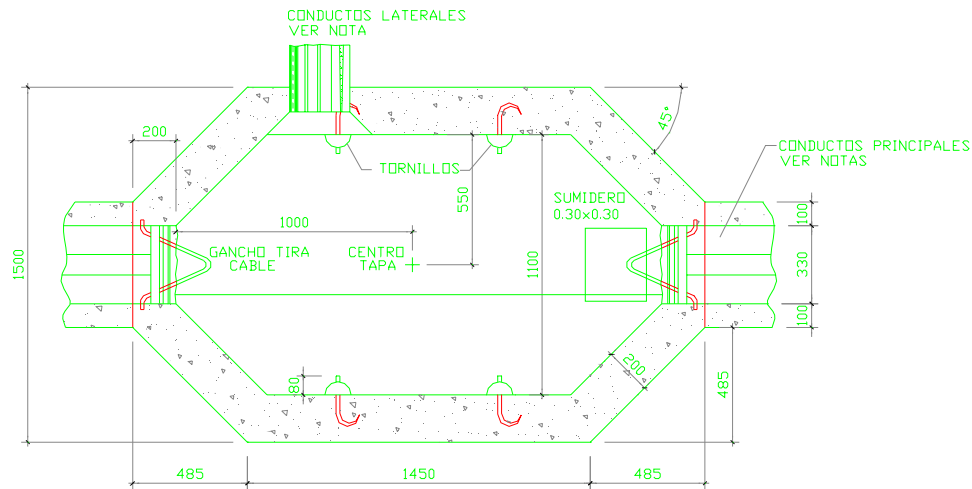 CONDUCTOS LATERALES
VER NOTA
200
45°
CONDUCTOS PRINCIPALES
VER NOTAS
TORNILLOS
550
SUMIDERO
0.30x0.30
100
1000
GANCHO TIRA
CABLE
CENTRO
TAPA
1500
1100
330
100
200
80
485
485
1450
485